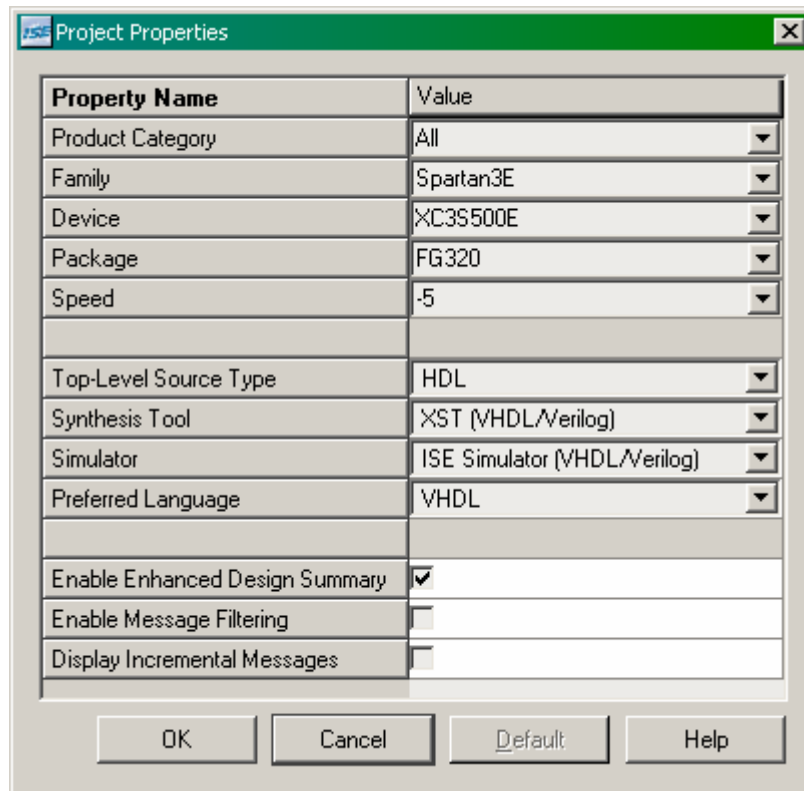 ISE Project Properties
Property Name Value
Product Category All
Family Spartan3E
Device XC3S500E
Package FG320
Speed -5
Top-Level Source Type HDL
Synthesis Tool XST (VHDL/Verilog)
Simulator ISE Simulator (VHDL/Verilog)
Preferred Language VHDL
Enable Enhanced Design Summary
Enable Message Filtering
Display Incremental Messages
OK Cancel Default Help